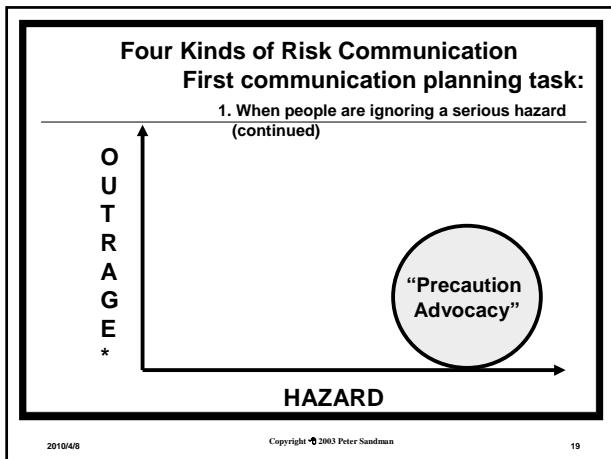 Four Kinds of Risk Communication
First communication planning task:
1. When people are ignoring a serious hazard
(continued)
O
U
T
R
A
G
E
*
“Precaution
Advocacy”
HAZARD
2010/4/8
Copyright 2003 Peter Sandman
19